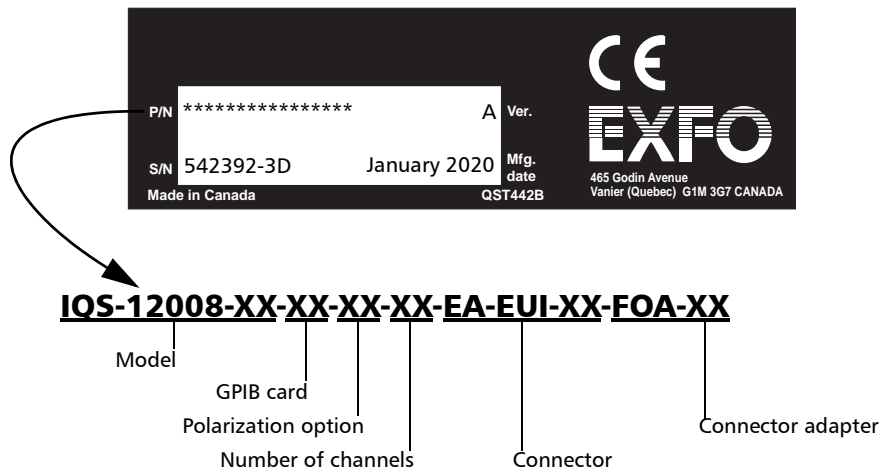 CE
P/N *************** A Ver.
EXFO
S/N 542392-3D January 2020 Mfg. date
465 Godin Avenue
Vanier (Quebec) G1M 3G7 CANADA
Made in Canada QST442B
IQS-12008-XX-XX-XX-XX-EA-EUI-XX-FOA-XX
Model
GPIB card
Polarization option
Connector adapter
Number of channels
Connector